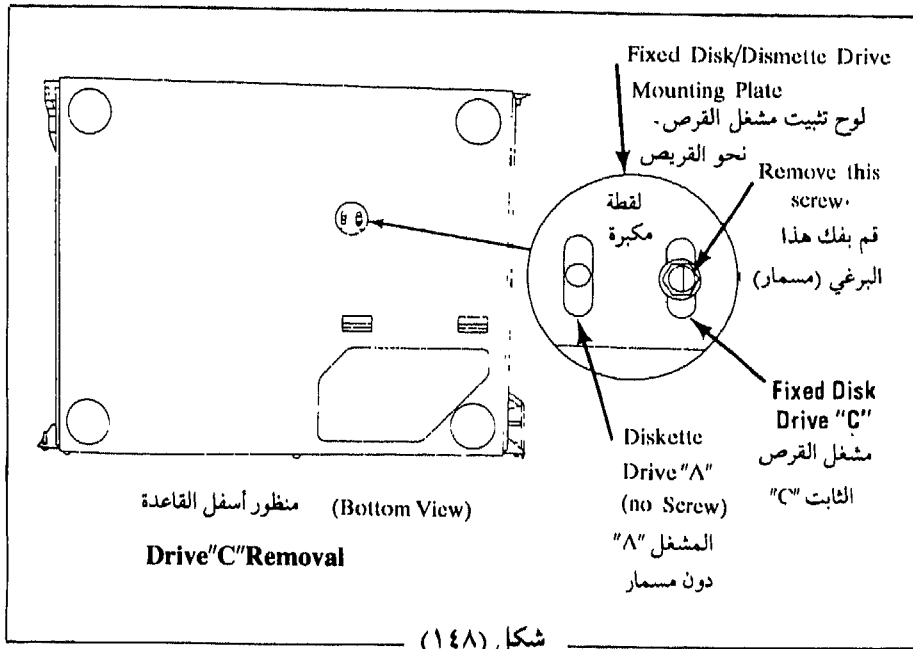 Fixed Disk/Dismette Drive
Mounting Plate
لوح تثبيت مشغل القرص -
نحو القريص
Remove this
screw.
قم بفك هذا
البرغي (مسمار)
لقطة
مكبرة
Fixed Disk
Drive "C"
مشغل القرص
الثابت "C"
Diskette
Drive "A"
(no Screw)
المشغل "A"
دون مسمار
منظور أسفل القاعدة (Bottom View)
Drive "C" Removal
شكل (١٤٨)